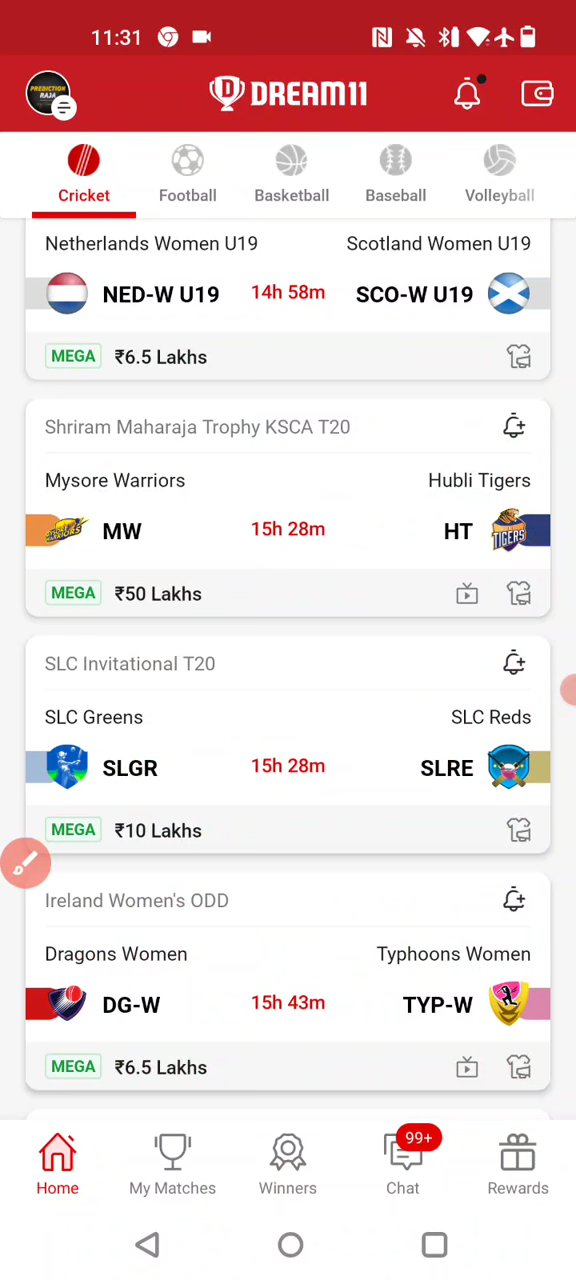 11:31
PREDICTION
RAJA
DREAM11
Cricket Football Basketball Baseball Volleyball
Netherlands Women U19 Scotland Women U19
NED-W U19 14h 58m SCO-W U19
MEGA ₹6.5 Lakhs
Shriram Maharaja Trophy KSCA T20
Mysore Warriors Hubli Tigers
MW 15h 28m HT
WARRIORS TIGERS
MEGA ₹50 Lakhs
SLC Invitational T20
SLC Greens SLC Reds
SLGR 15h 28m SLRE
MEGA ₹10 Lakhs
Ireland Women's ODD
Dragons Women Typhoons Women
DG-W 15h 43m TYP-W
MEGA ₹6.5 Lakhs
99+
Home My Matches Winners Chat Rewards